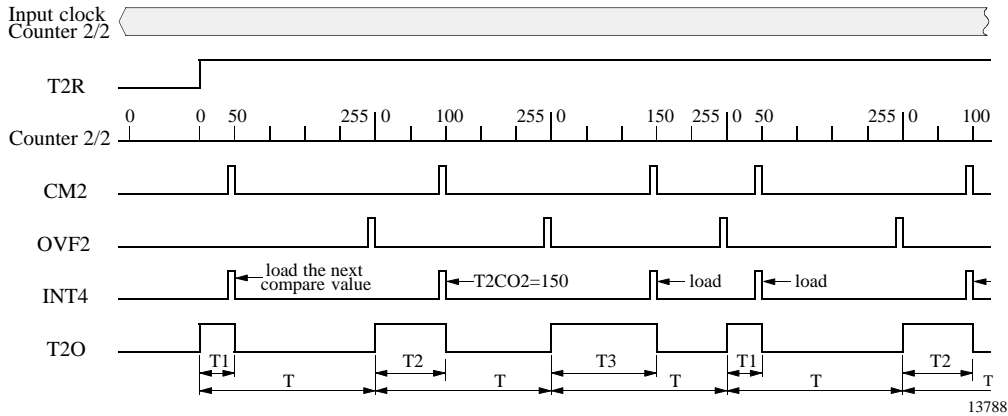 Input clock
Counter 2/2
T2R
0 0 50 255 0 100 255 0 150 255 0 50 255 0 100
Counter 2/2
CM2
OVF2
INT4
load the next
compare value
T2CO2=150
load
load
T2O
T1 T2 T3 T1 T2
T T T T T
13788